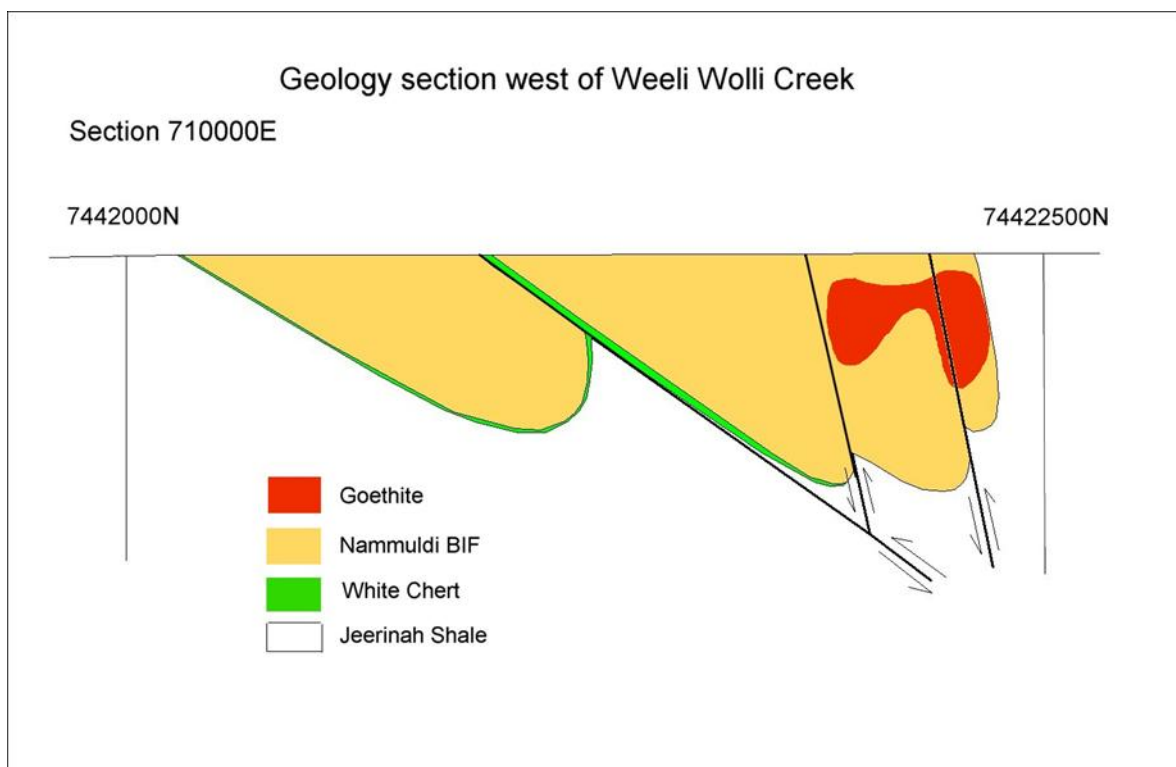 Geology section west of Weeli Wolli Creek
Section 710000E
7442000N
74422500N
Goethite
Nammuldi BIF
White Chert
Jeerinah Shale